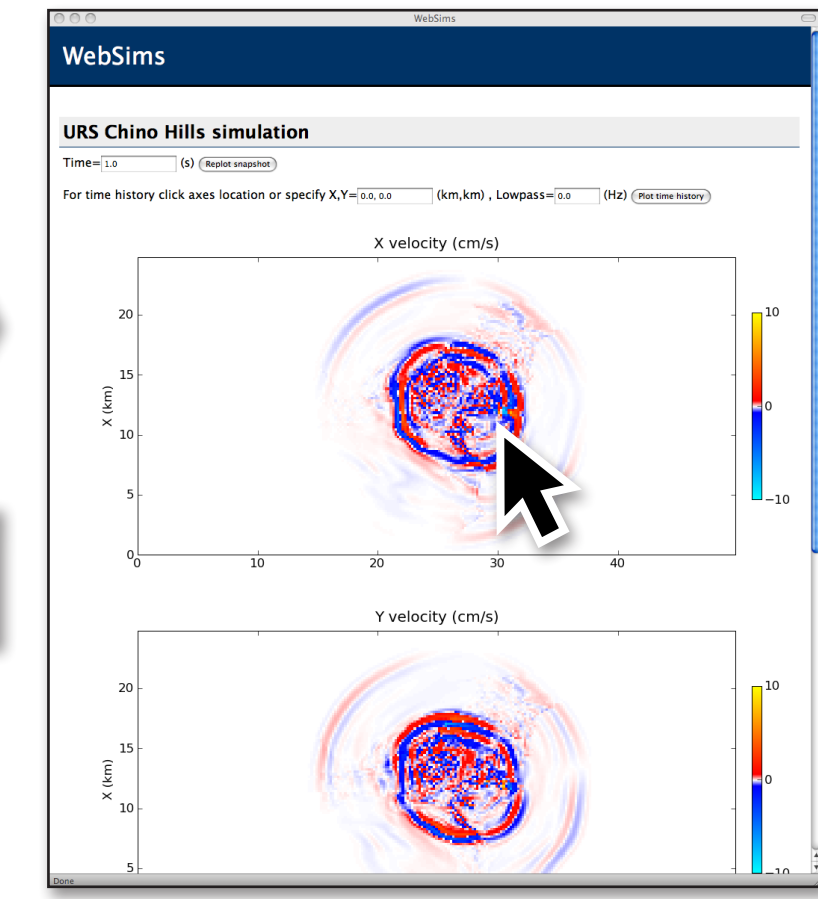 WebSims
WebSims
URS Chino Hills simulation
Time= 1.0 (s) Replot snapshot
For time history click axes location or specify X,Y= 0.0, 0.0 (km,km) , Lowpass= 0.0 (Hz) Plot time history
X velocity (cm/s)
20
15
10
5
0
X (km)
0 10 20 30 40
10
0
−10
Y velocity (cm/s)
20
15
10
5
X (km)
10
0
−10
Done